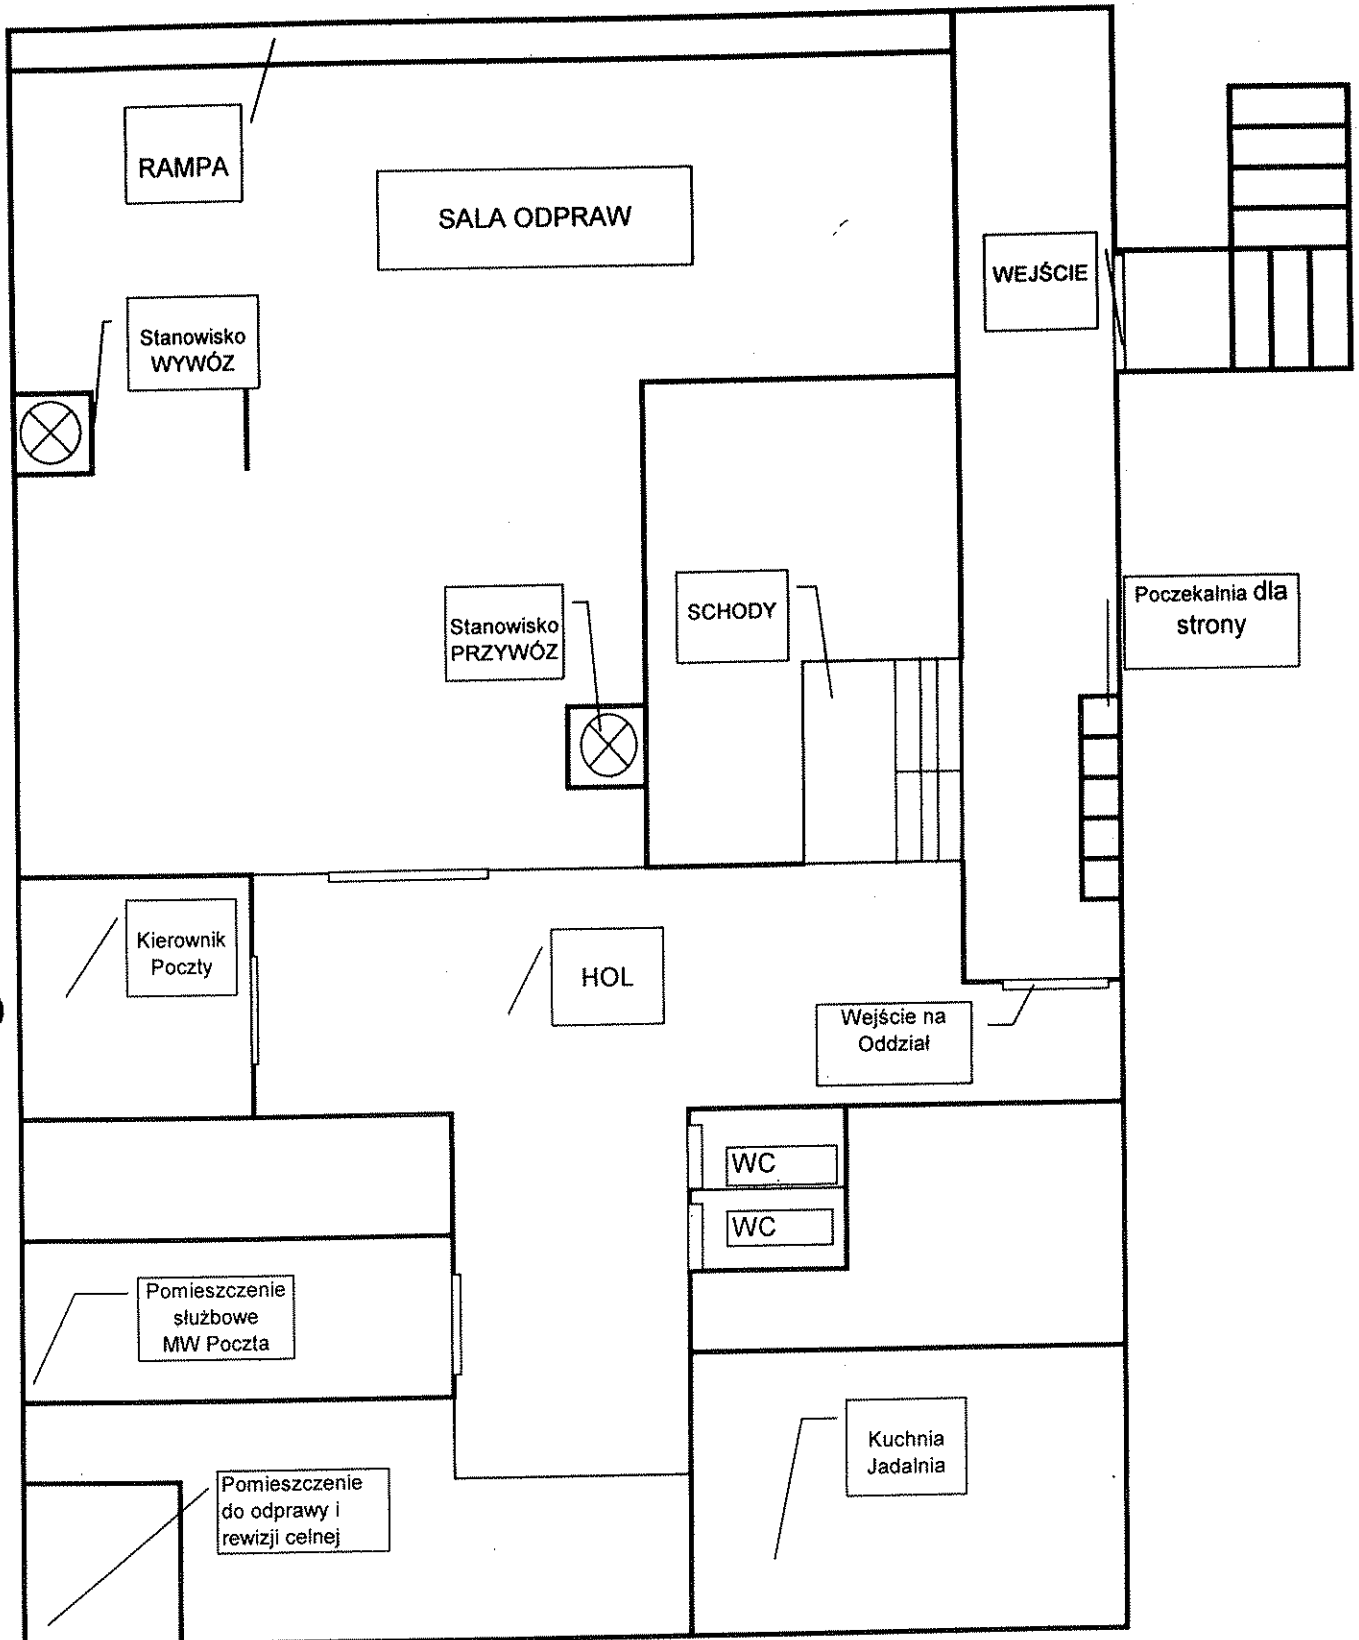 RAMPA
SALA ODPRAW
WEJŚCIE
Stanowisko
WYWÓZ
Stanowisko
PRZYWÓZ
SCHODY
Poczekalnia dla
strony
Kierownik
Poczty
HOL
Wejście na
Oddział
WC
WC
Pomieszczenie
służbowe
MW Poczta
Kuchnia
Jadalnia
Pomieszczenie
do odprawy i
rewizji celnej